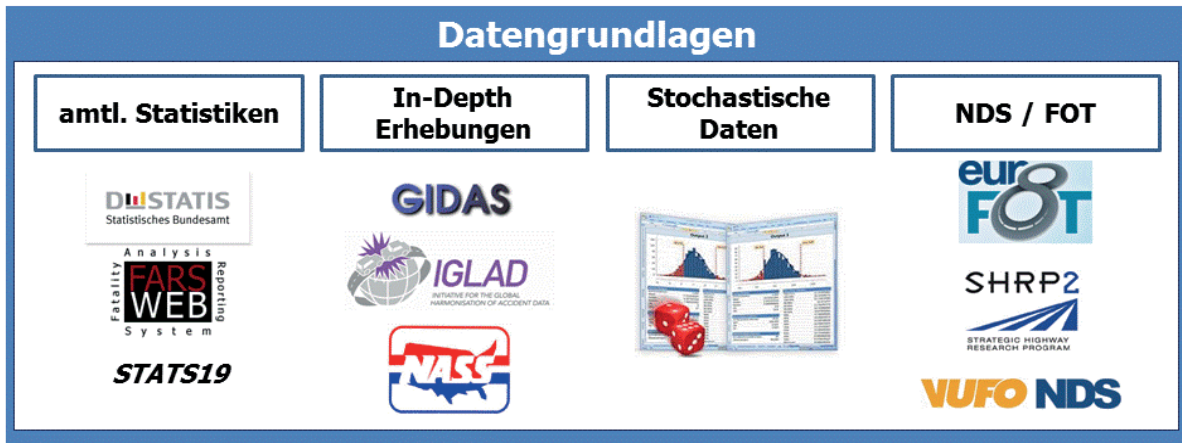 Datengrundlagen
amtl. Statistiken
In-Depth
Erhebungen
Stochastische
Daten
NDS / FOT
DESTATIS
Statistisches Bundesamt
Fatality
Analysis
Reporting
System
FARS
WEB
STATS19
GIDAS
IGLAD
INITIATIVE FOR THE GLOBAL
HARMONISATION OF ACCIDENT DATA
NASS
euro
FOT
SHRP2
STRATEGIC HIGHWAY
RESEARCH PROGRAM
VUFO NDS